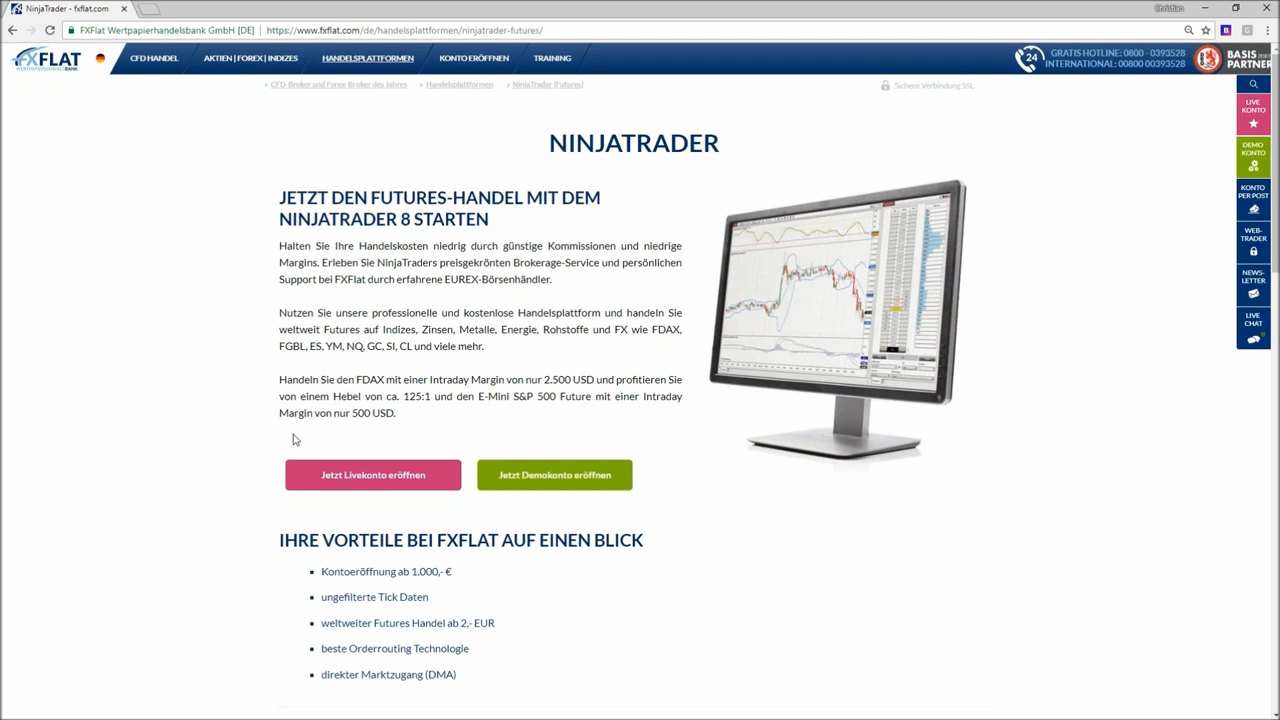 NinjaTrader - fxflat.com
Christian
FXFlat Wertpapierhandelsbank GmbH [DE]
https://www.fxflat.com/de/handelsplattformen/ninjatrader-futures/
FXFLAT
WERTPAPIERHANDELSBANK
CFD HANDEL
AKTIEN | FOREX | INDIZES
HANDELSPLATTFORMEN
KONTO ERÖFFNEN
TRAINING
24
GRATIS HOTLINE: 0800 - 0393528
INTERNATIONAL: 00800 00393528
BASIS
PARTNER
CFD-Broker und Forex-Broker des Jahres
Handelsplattformen
NinjaTrader (Futures)
Sichere Verbindung SSL
LIVE
KONTO
DEMO
KONTO
KONTO
PER POST
WEB-
TRADER
NEWS-
LETTER
LIVE
CHAT
NINJATRADER
JETZT DEN FUTURES-HANDEL MIT DEM
NINJATRADER 8 STARTEN
Halten Sie Ihre Handelskosten niedrig durch günstige Kommissionen und niedrige
Margins. Erleben Sie NinjaTraders preisgekrönten Brokerage-Service und persönlichen
Support bei FXFlat durch erfahrene EUREX-Börsenhändler.
Nutzen Sie unsere professionelle und kostenlose Handelsplattform und handeln Sie
weltweit Futures auf Indizes, Zinsen, Metalle, Energie, Rohstoffe und FX wie FDAX,
FGBL, ES, YM, NQ, GC, SI, CL und viele mehr.
Handeln Sie den FDAX mit einer Intraday Margin von nur 2.500 USD und profitieren Sie
von einem Hebel von ca. 125:1 und den E-Mini S&P 500 Future mit einer Intraday
Margin von nur 500 USD.
Jetzt Livekonto eröffnen
Jetzt Demokonto eröffnen
IHRE VORTEILE BEI FXFLAT AUF EINEN BLICK
Kontoeröffnung ab 1.000,- €
ungefilterte Tick Daten
weltweiter Futures Handel ab 2,- EUR
beste Orderrouting Technologie
direkter Marktzugang (DMA)